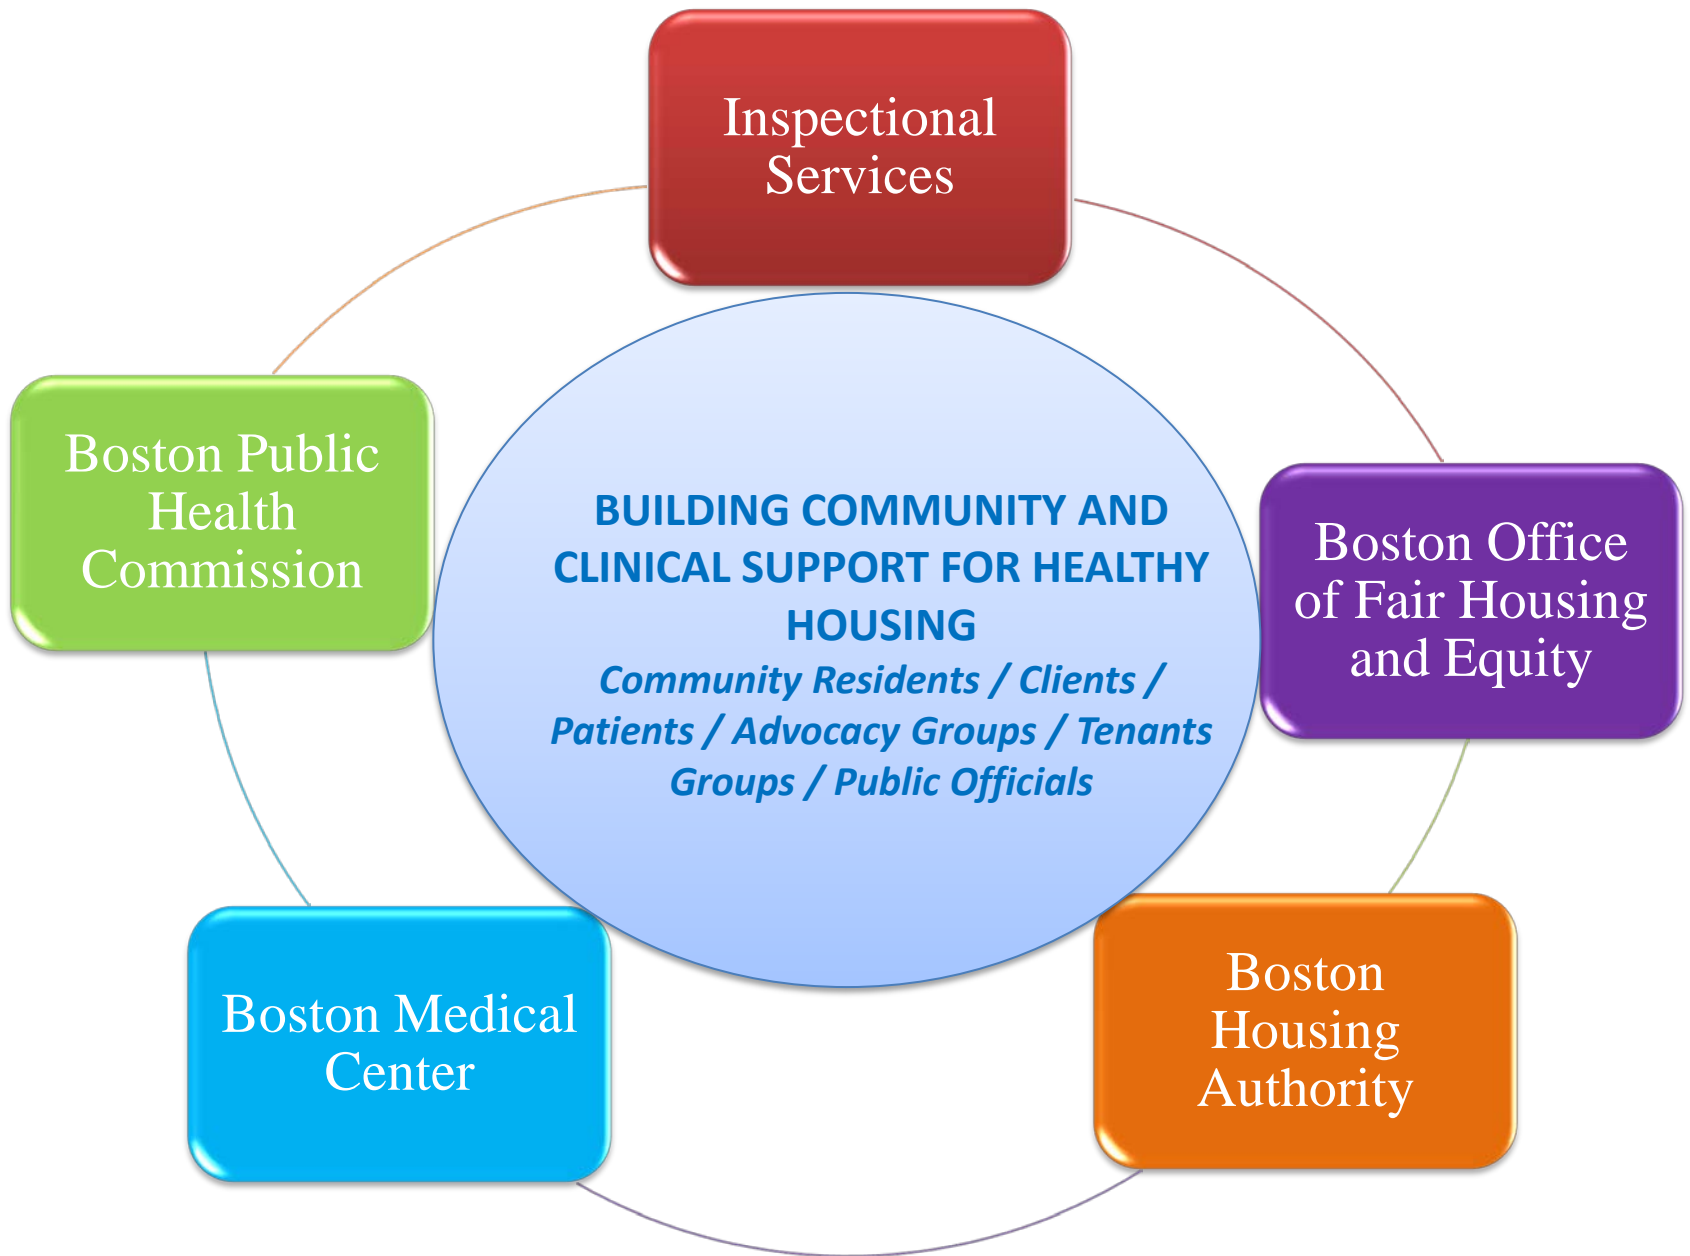 Inspectional
Services
Boston Public
Health
Commission
BUILDING COMMUNITY AND
CLINICAL SUPPORT FOR HEALTHY
HOUSING
Community Residents / Clients /
Patients / Advocacy Groups / Tenants
Groups / Public Officials
Boston Office
of Fair Housing
and Equity
Boston Medical
Center
Boston
Housing
Authority